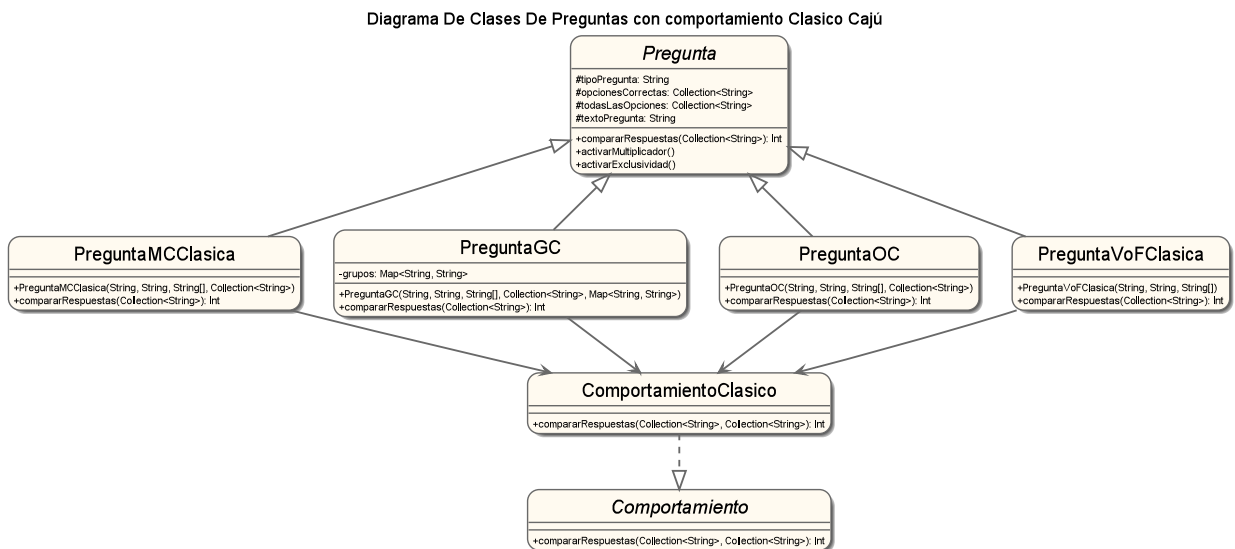 Diagrama De Clases De Preguntas con comportamiento Clasico Cajú
Pregunta
#tipoPregunta: String
#opcionesCorrectas: Collection<String>
#todasLasOpciones: Collection<String>
#textoPregunta: String
+compararRespuestas(Collection<String>): Int
+activarMultiplicador()
+activarExclusividad()
PreguntaMCClasica
+PreguntaMCClasica(String, String, String[], Collection<String>)
+compararRespuestas(Collection<String>): Int
PreguntaGC
-grupos: Map<String, String>
+PreguntaGC(String, String, String[], Collection<String>, Map<String, String>)
+compararRespuestas(Collection<String>): Int
PreguntaOC
+PreguntaOC(String, String, String[], Collection<String>)
+compararRespuestas(Collection<String>): Int
PreguntaVoFClasica
+PreguntaVoFClasica(String, String, String[])
+compararRespuestas(Collection<String>): Int
ComportamientoClasico
+compararRespuestas(Collection<String>, Collection<String>): Int
Comportamiento
+compararRespuestas(Collection<String>, Collection<String>): Int